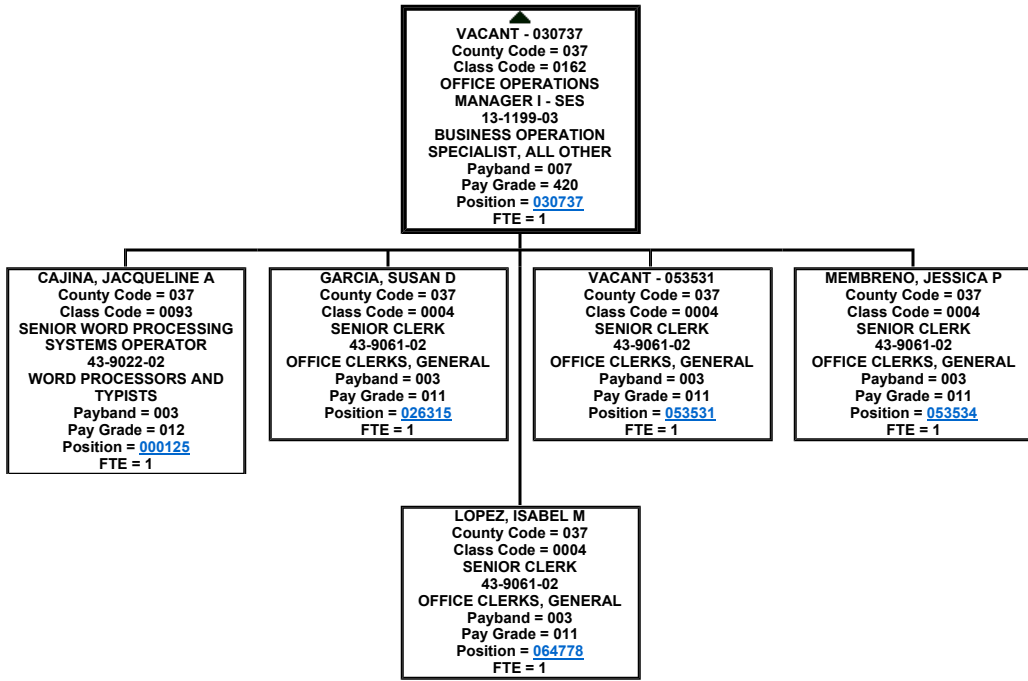 VACANT - 030737
County Code = 037
Class Code = 0162
OFFICE OPERATIONS
MANAGER I - SES
13-1199-03
BUSINESS OPERATION
SPECIALIST, ALL OTHER
Payband = 007
Pay Grade = 420
Position = 030737
FTE = 1
CAJINA, JACQUELINE A
County Code = 037
Class Code = 0093
SENIOR WORD PROCESSING
SYSTEMS OPERATOR
43-9022-02
WORD PROCESSORS AND
TYPISTS
Payband = 003
Pay Grade = 012
Position = 000125
FTE = 1
GARCIA, SUSAN D
County Code = 037
Class Code = 0004
SENIOR CLERK
43-9061-02
OFFICE CLERKS, GENERAL
Payband = 003
Pay Grade = 011
Position = 026315
FTE = 1
VACANT - 053531
County Code = 037
Class Code = 0004
SENIOR CLERK
43-9061-02
OFFICE CLERKS, GENERAL
Payband = 003
Pay Grade = 011
Position = 053531
FTE = 1
MEMBRENO, JESSICA P
County Code = 037
Class Code = 0004
SENIOR CLERK
43-9061-02
OFFICE CLERKS, GENERAL
Payband = 003
Pay Grade = 011
Position = 053534
FTE = 1
LOPEZ, ISABEL M
County Code = 037
Class Code = 0004
SENIOR CLERK
43-9061-02
OFFICE CLERKS, GENERAL
Payband = 003
Pay Grade = 011
Position = 064778
FTE = 1